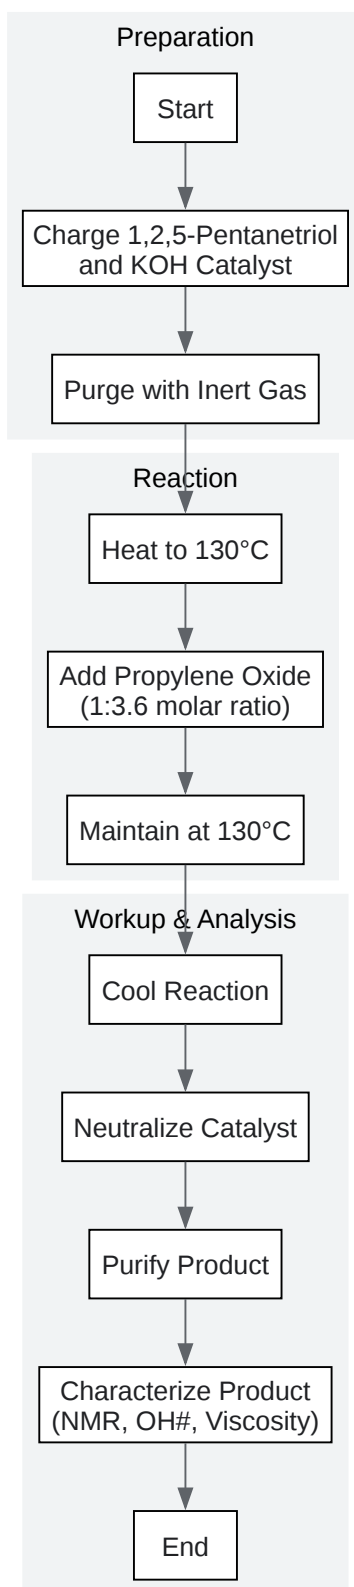 Preparation
Start
Charge 1,2,5-Pentanetriol
and KOH Catalyst
Purge with Inert Gas
Reaction
Heat to 130°C
Add Propylene Oxide
(1:3.6 molar ratio)
Maintain at 130°C
Workup & Analysis
Cool Reaction
Neutralize Catalyst
Purify Product
Characterize Product
(NMR, OH#, Viscosity)
End